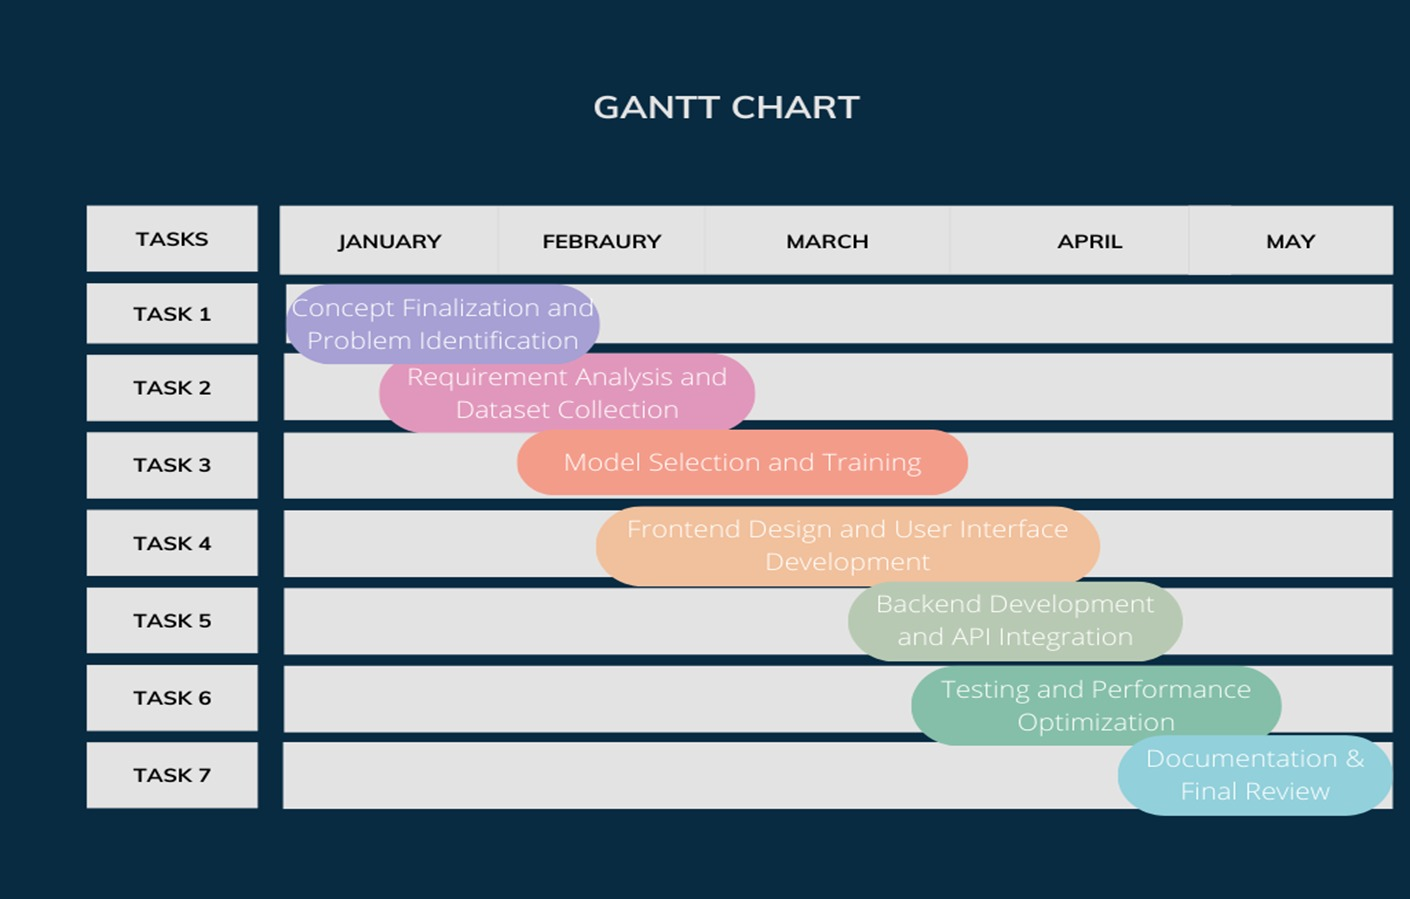 GANTT CHART
TASKS
JANUARY
FEBRAURY
MARCH
APRIL
MAY
TASK 1
Concept Finalization and
Problem Identification
TASK 2
Requirement Analysis and
Dataset Collection
TASK 3
Model Selection and Training
TASK 4
Frontend Design and User Interface
Development
TASK 5
Backend Development
and API Integration
TASK 6
Testing and Performance
Optimization
TASK 7
Documentation &
Final Review